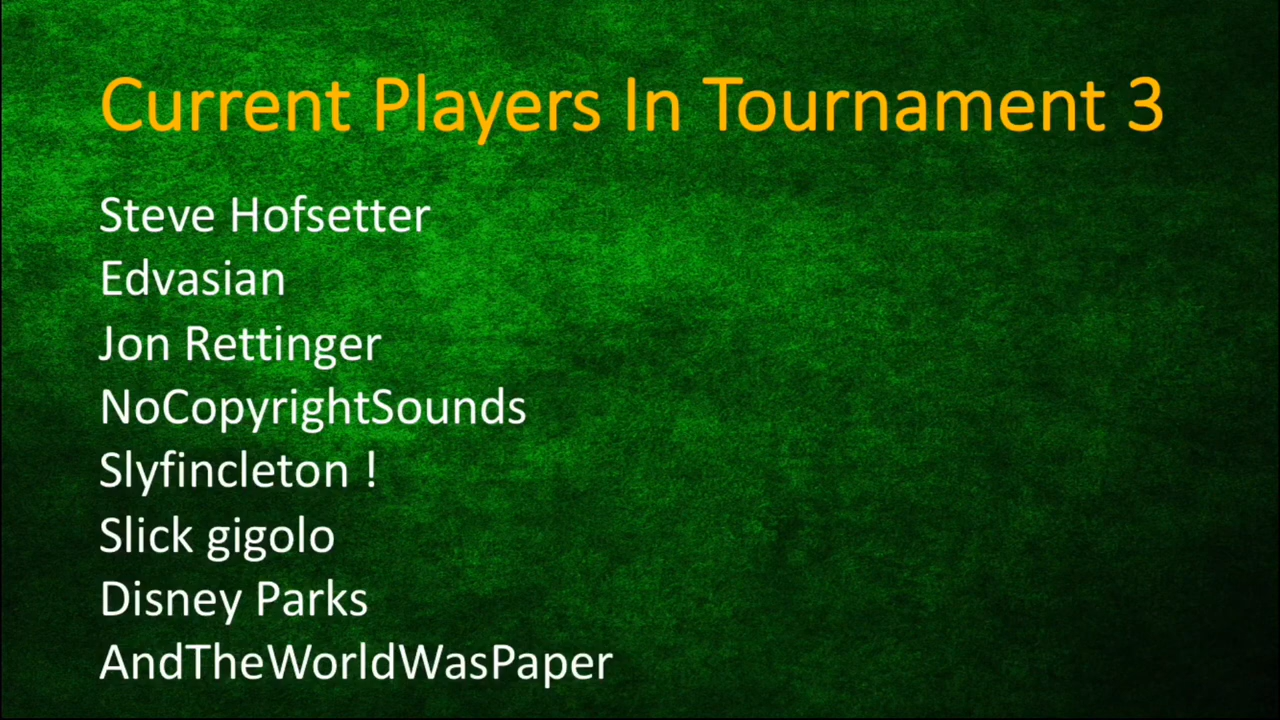 Current Players In Tournament 3
Steve Hofsetter
Edvasian
Jon Rettinger
NoCopyrightSounds
Slyfincleton !
Slick gigolo
Disney Parks
AndTheWorldWasPaper